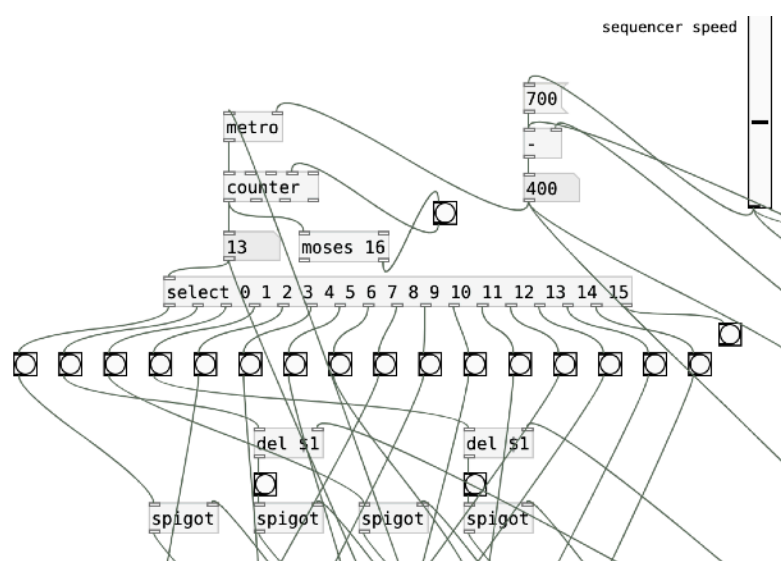 sequencer speed
700
metro
-
counter
400
13
moses 16
select 0 1 2 3 4 5 6 7 8 9 10 11 12 13 14 15
del $1
del $1
spigot
spigot
spigot
spigot